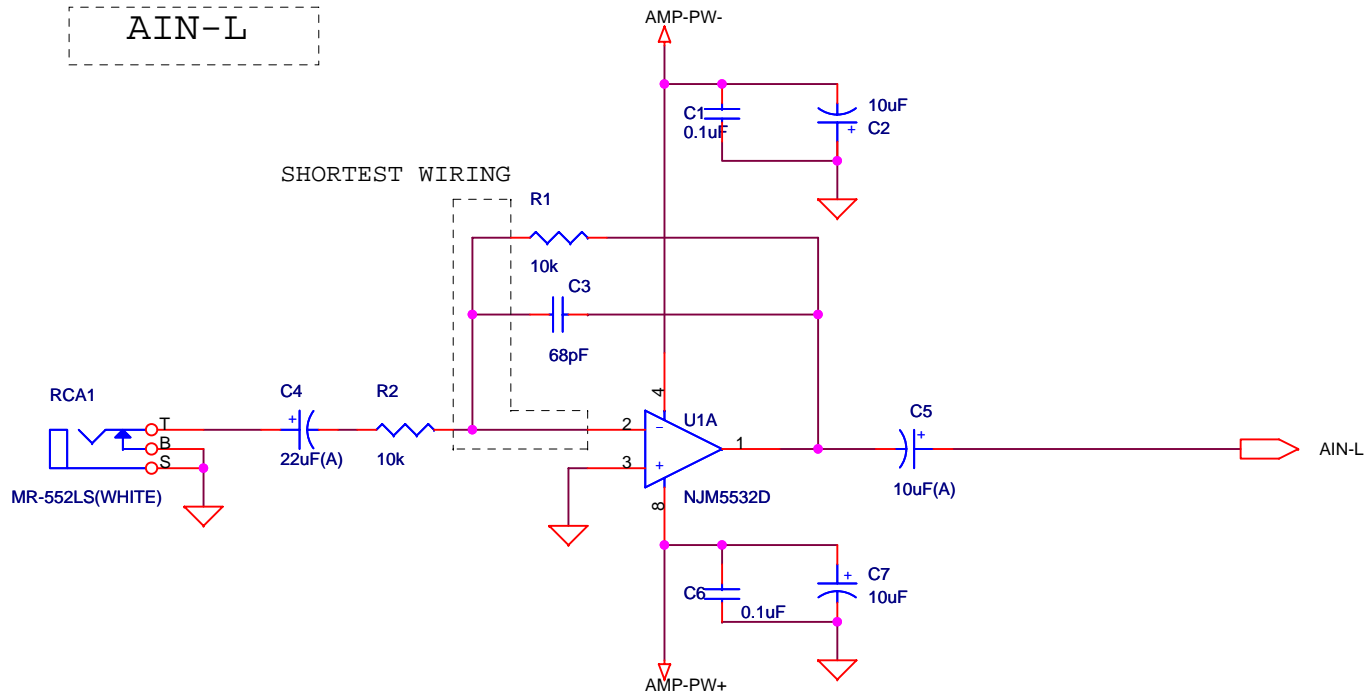 AIN-L
AMP-PW-
C1
0.1uF
10uF
+
C2
SHORTEST WIRING
R1
10k
C3
68pF
RCA1
T
B
S
MR-552LS(WHITE)
C4
+
22uF(A)
R2
10k
4
2
3
-
+
U1A
1
8
NJM5532D
C5
+
10uF(A)
AIN-L
C6
0.1uF
+
C7
10uF
AMP-PW+